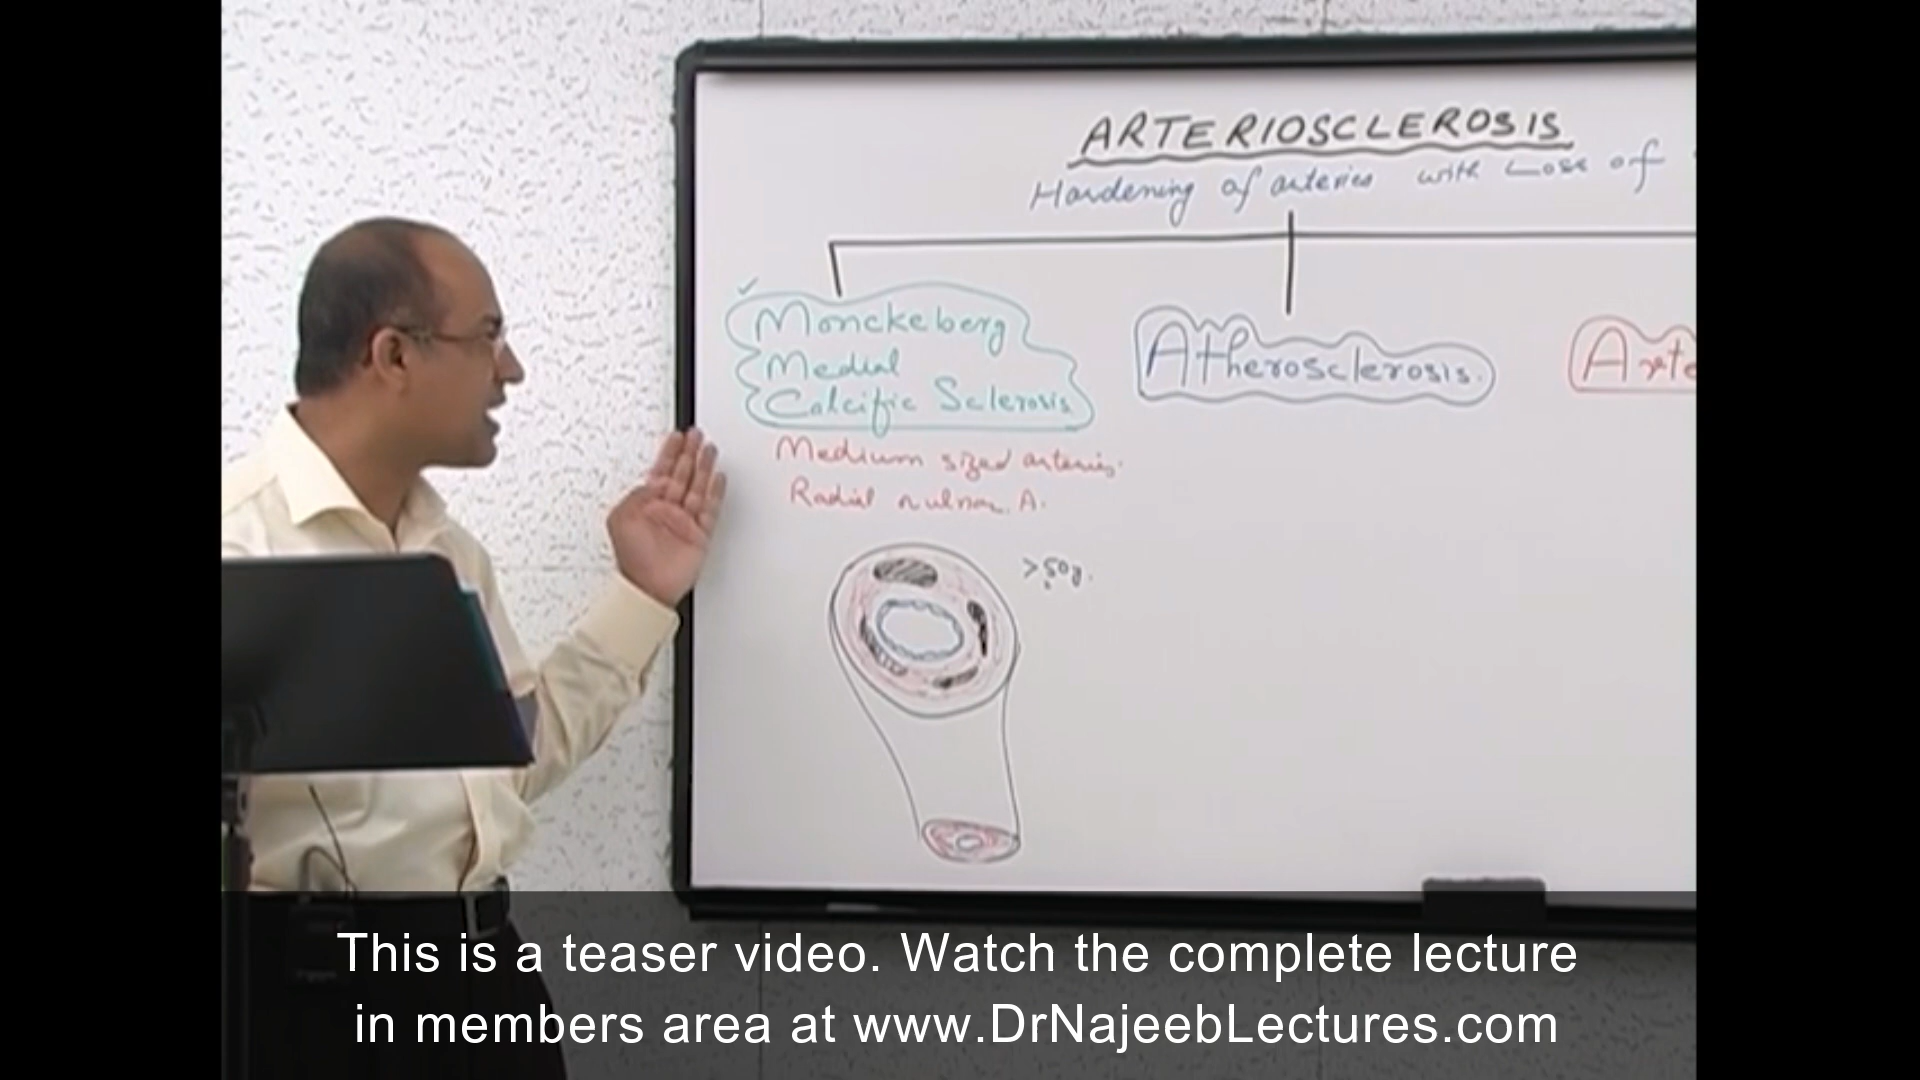 ARTERIOSCLEROSIS
Hardening of arteries with Loss of
Monckeberg
Medial
Calcific Sclerosis
Atherosclerosis.
Arte
Medium sized arteries.
Radial n ulnar A.
>50y.
This is a teaser video. Watch the complete lecture
in members area at www.DrNajeebLectures.com